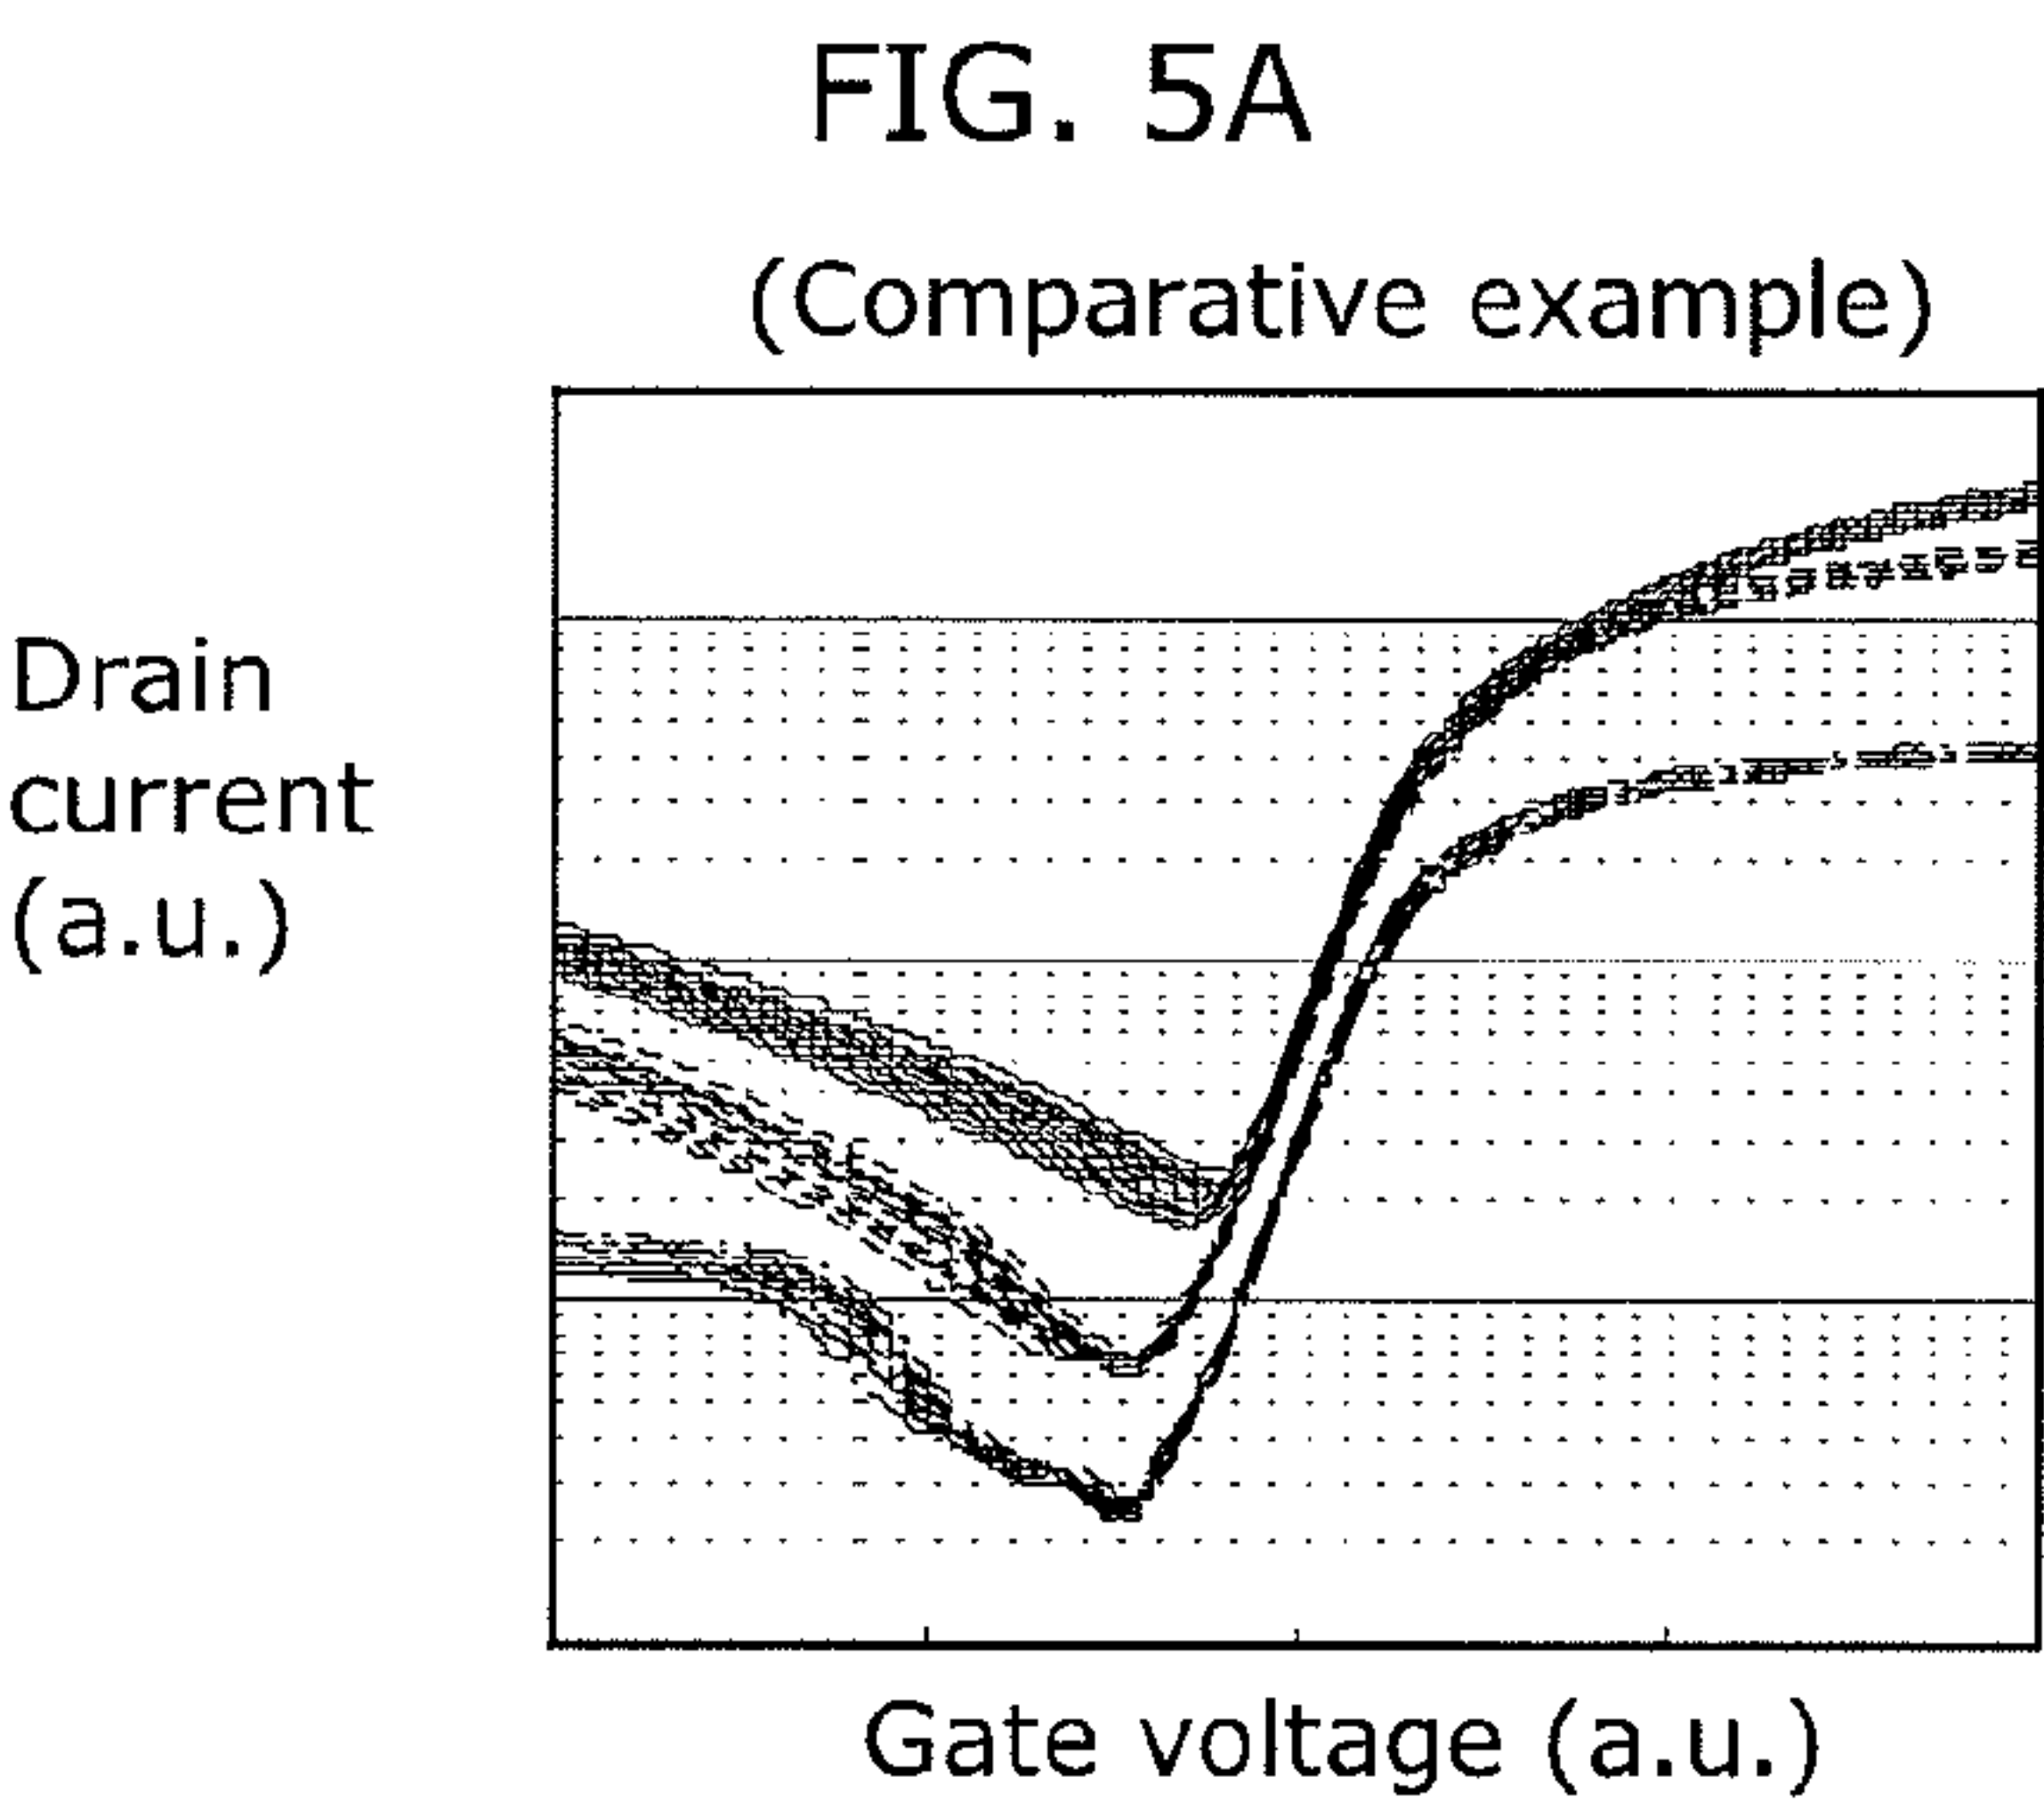 FIG. 5A
(Comparative example)
Drain
current
(a.u.)
Gate voltage (a.u.)